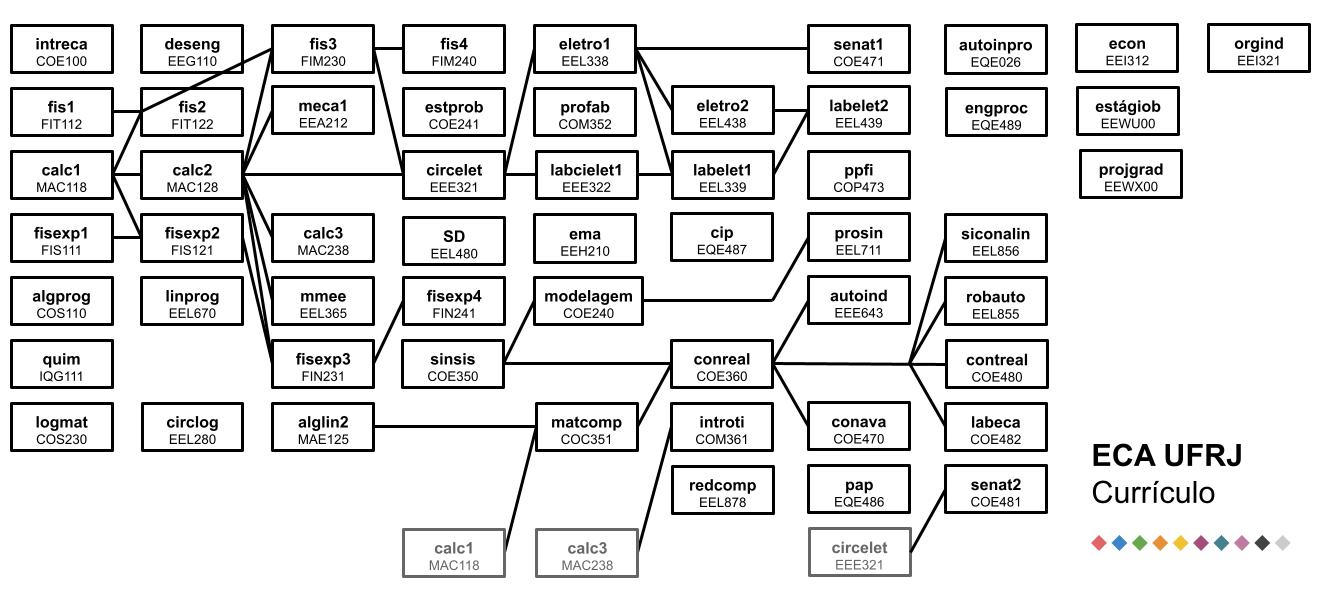 intreca
COE100
deseng
EEG110
fis3
FIM230
fis4
FIM240
eletro1
EEL338
senat1
COE471
autoinpro
EQE026
econ
EEI312
orgind
EEI321
fis1
FIT112
fis2
FIT122
meca1
EEA212
estprob
COE241
profab
COM352
eletro2
EEL438
labelet2
EEL439
engproc
EQE489
estágiob
EEWU00
calc1
MAC118
calc2
MAC128
circelet
EEE321
labcielet1
EEE322
labelet1
EEL339
ppfi
COP473
projgrad
EEWX00
fisexp1
FIS111
fisexp2
FIS121
calc3
MAC238
SD
EEL480
ema
EEH210
cip
EQE487
prosin
EEL711
siconalin
EEL856
algprog
COS110
linprog
EEL670
mmee
EEL365
fisexp4
FIN241
modelagem
COE240
autoind
EEE643
robauto
EEL855
quim
IQG111
fisexp3
FIN231
sinsis
COE350
conreal
COE360
contreal
COE480
logmat
COS230
circlog
EEL280
alglin2
MAE125
matcomp
COC351
introti
COM361
conava
COE470
labeca
COE482
ECA UFRJ
Currículo
redcomp
EEL878
pap
EQE486
senat2
COE481
calc1
MAC118
calc3
MAC238
circelet
EEE321